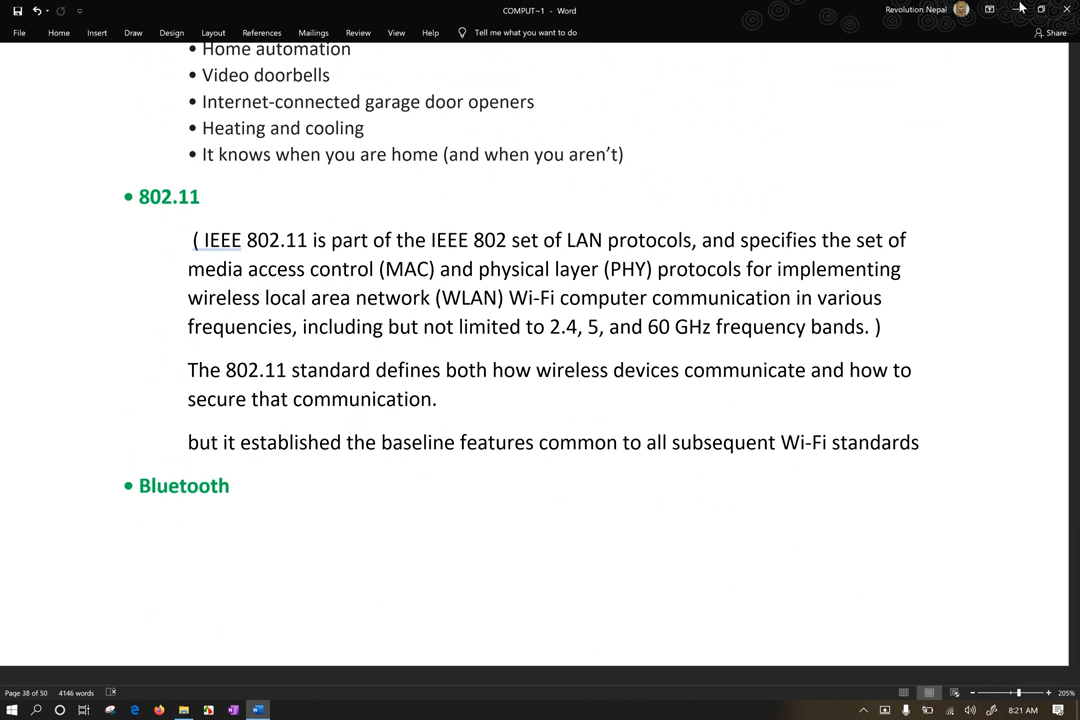 COMPUT~1 - Word
Revolution Nepal
File Home Insert Draw Design Layout References Mailings Review View Help Tell me what you want to do Share
• Home automation
• Video doorbells
• Internet-connected garage door openers
• Heating and cooling
• It knows when you are home (and when you aren’t)
• 802.11
( IEEE 802.11 is part of the IEEE 802 set of LAN protocols, and specifies the set of
media access control (MAC) and physical layer (PHY) protocols for implementing
wireless local area network (WLAN) Wi-Fi computer communication in various
frequencies, including but not limited to 2.4, 5, and 60 GHz frequency bands. )
The 802.11 standard defines both how wireless devices communicate and how to
secure that communication.
but it established the baseline features common to all subsequent Wi-Fi standards
• Bluetooth
Page 38 of 50 4146 words 205%
8:21 AM